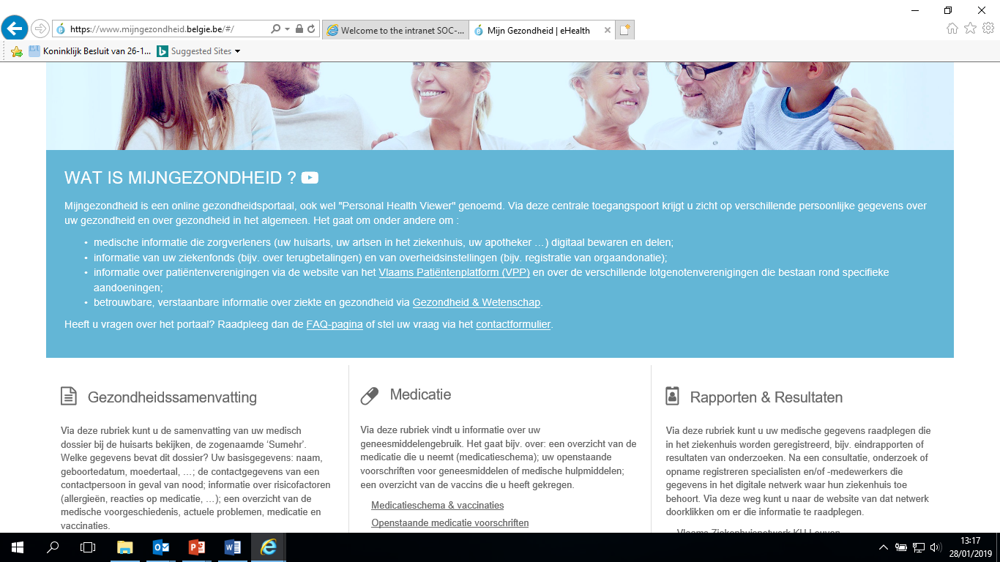 https://www.mijngezondheid.belgie.be/#/
Welcome to the intranet SOC-...
Mijn Gezondheid | eHealth
Koninklijk Besluit van 26-1...
Suggested Sites
WAT IS MIJNGEZONDHEID ?
Mijngezondheid is een online gezondheidsportaal, ook wel "Personal Health Viewer" genoemd. Via deze centrale toegangspoort krijgt u zicht op verschillende persoonlijke gegevens over
uw gezondheid en over gezondheid in het algemeen. Het gaat om onder andere om :
• medische informatie die zorgverleners (uw huisarts, uw artsen in het ziekenhuis, uw apotheker …) digitaal bewaren en delen;
• informatie van uw ziekenfonds (bijv. over terugbetalingen) en van overheidsinstellingen (bijv. registratie van orgaandonatie);
• informatie over patiëntenverenigingen via de website van het Vlaams Patiëntenplatform (VPP) en over de verschillende lotgenotenverenigingen die bestaan rond specifieke
aandoeningen;
• betrouwbare, verstaanbare informatie over ziekte en gezondheid via Gezondheid & Wetenschap.
Heeft u vragen over het portaal? Raadpleeg dan de FAQ-pagina of stel uw vraag via het contactformulier.
Gezondheidssamenvatting
Via deze rubriek kunt u de samenvatting van uw medisch
dossier bij de huisarts bekijken, de zogenaamde ‘Sumehr’.
Welke gegevens bevat dit dossier? Uw basisgegevens: naam,
geboortedatum, moedertaal, …; de contactgegevens van een
contactpersoon in geval van nood; informatie over risicofactoren
(allergieën, reacties op medicatie, …); een overzicht van de
medische voorgeschiedenis, actuele problemen, medicatie en
vaccinaties.
Medicatie
Via deze rubriek vindt u informatie over uw
geneesmiddelengebruik. Het gaat bijv. over: een overzicht van de
medicatie die u neemt (medicatieschema); uw openstaande
voorschriften voor geneesmiddelen of medische hulpmiddelen;
een overzicht van de vaccins die u heeft gekregen.
Medicatieschema & vaccinaties
Openstaande medicatie voorschriften
Rapporten & Resultaten
Via deze rubriek kunt u uw medische gegevens raadplegen die
in het ziekenhuis worden geregistreerd, bijv. eindrapporten of
resultaten van onderzoeken. Na een consultatie, onderzoek of
opname registreren specialisten en/of -medewerkers die
gegevens in het digitale netwerk waar hun ziekenhuis toe
behoort. Via deze weg kunt u naar de website van dat netwerk
doorklikken om er die informatie te raadplegen.
Vlaams Ziekenhuisnetwerk KU Leuven
13:17
28/01/2019